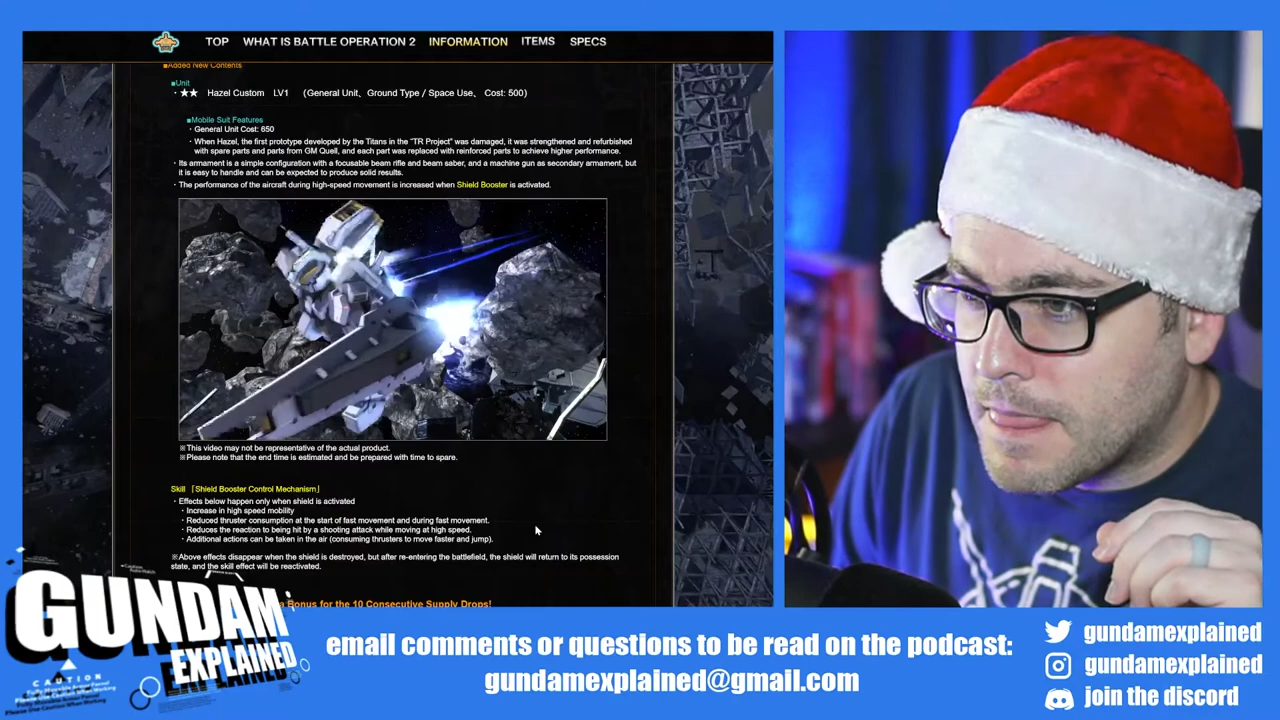 TOP WHAT IS BATTLE OPERATION 2 INFORMATION ITEMS SPECS
■Added New Contents
■Unit
・★★ Hazel Custom LV1 （General Unit、Ground Type / Space Use、 Cost: 500）
■Mobile Suit Features
・General Unit Cost: 650
・When Hazel, the first prototype developed by the Titans in the "TR Project" was damaged, it was strengthened and refurbished
with spare parts and parts from GM Quell, and each part was replaced with reinforced parts to achieve higher performance.
・Its armament is a simple configuration with a focusable beam rifle and beam saber, and a machine gun as secondary armament, but
it is easy to handle and can be expected to produce solid results.
・The performance of the aircraft during high-speed movement is increased when Shield Booster is activated.
※This video may not be representative of the actual product.
※Please note that the end time is estimated and be prepared with time to spare.
Skill 「Shield Booster Control Mechanism」
・Effects below happen only when shield is activated
・Increase in high speed mobility
・Reduced thruster consumption at the start of fast movement and during fast movement.
・Reduces the reaction to being hit by a shooting attack while moving at high speed.
・Additional actions can be taken in the air (consuming thrusters to move faster and jump).
※Above effects disappear when the shield is destroyed, but after re-entering the battlefield, the shield will return to its possession
state, and the skill effect will be reactivated.
a Bonus for the 10 Consecutive Supply Drops!
GUNDAM
EXPLAINED
CAUTION
email comments or questions to be read on the podcast:
gundamexplained@gmail.com
gundamexplained
gundamexplained
join the discord